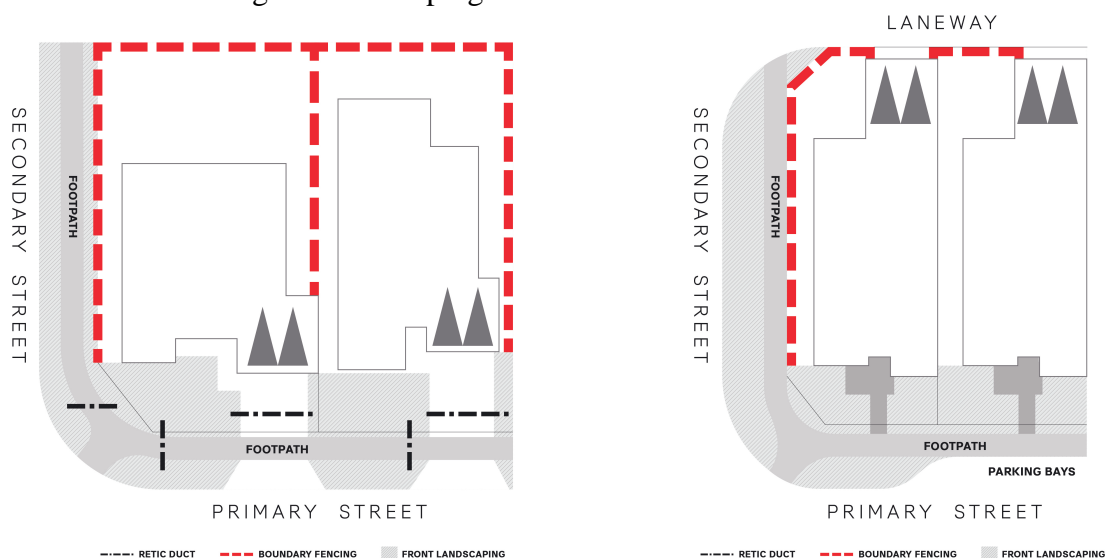 LANEWAY
SECONDARY STREET
FOOTPATH
FOOTPATH
PRIMARY STREET
RETIC DUCT
BOUNDARY FENCING
FRONT LANDSCAPING
SECONDARY STREET
FOOTPATH
FOOTPATH
PARKING BAYS
PRIMARY STREET
RETIC DUCT
BOUNDARY FENCING
FRONT LANDSCAPING